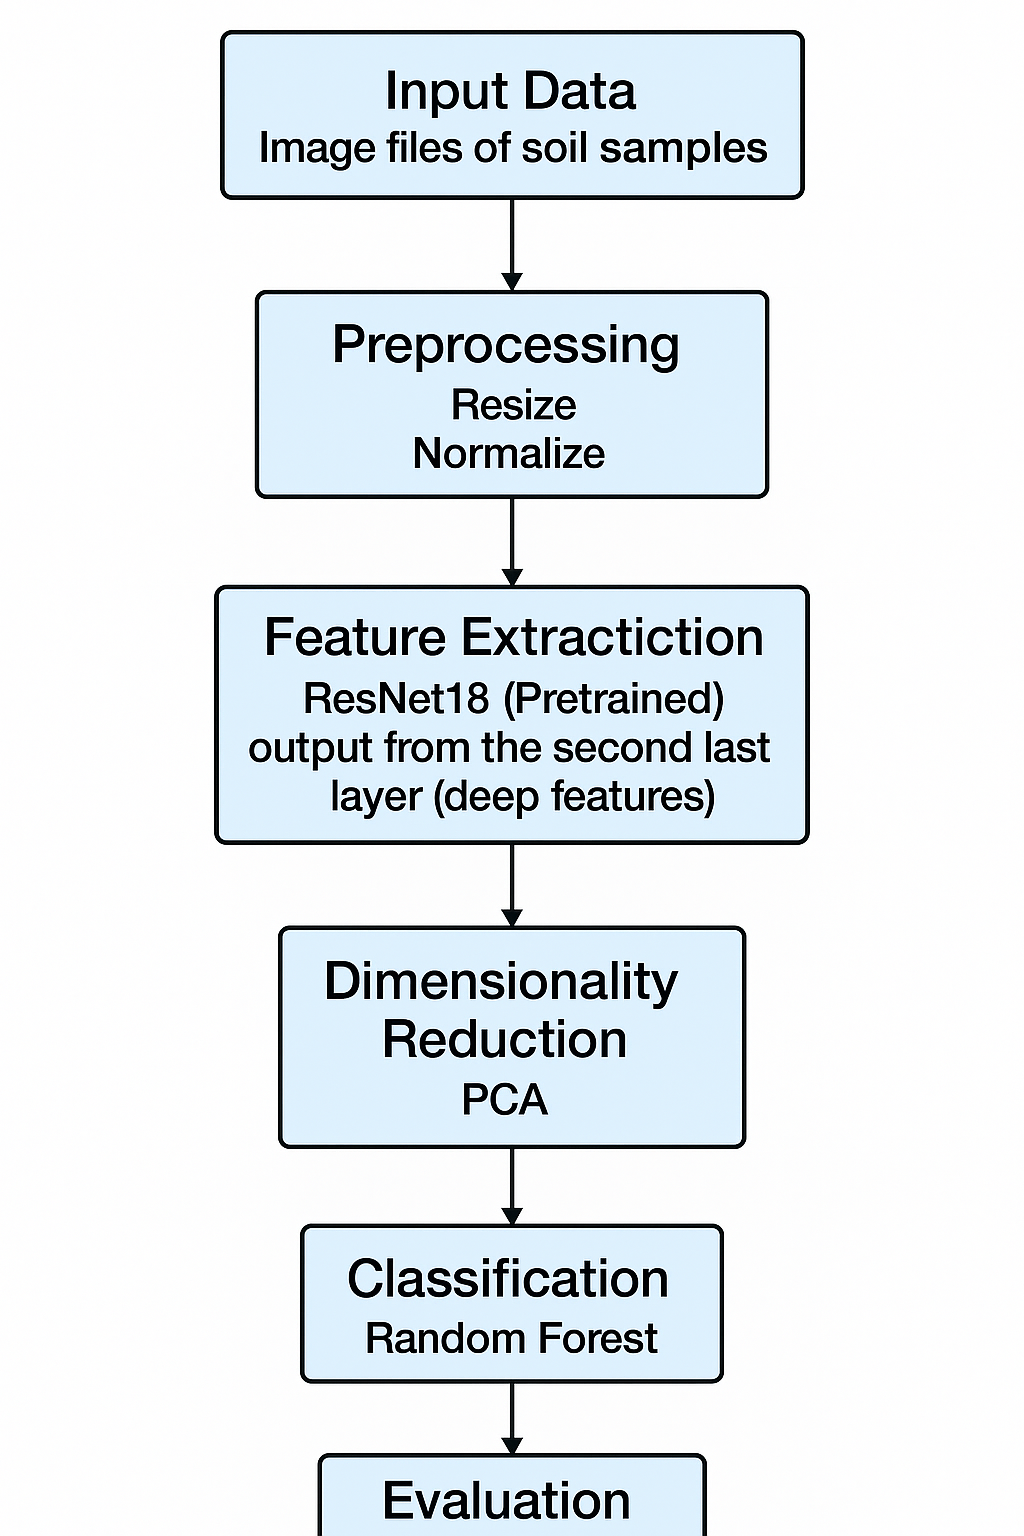 Input Data
Image files of soil samples
Preprocessing
Resize
Normalize
Feature Extractiction
ResNet18 (Pretrained)
output from the second last
layer (deep features)
Dimensionality
Reduction
PCA
Classification
Random Forest
Evaluation